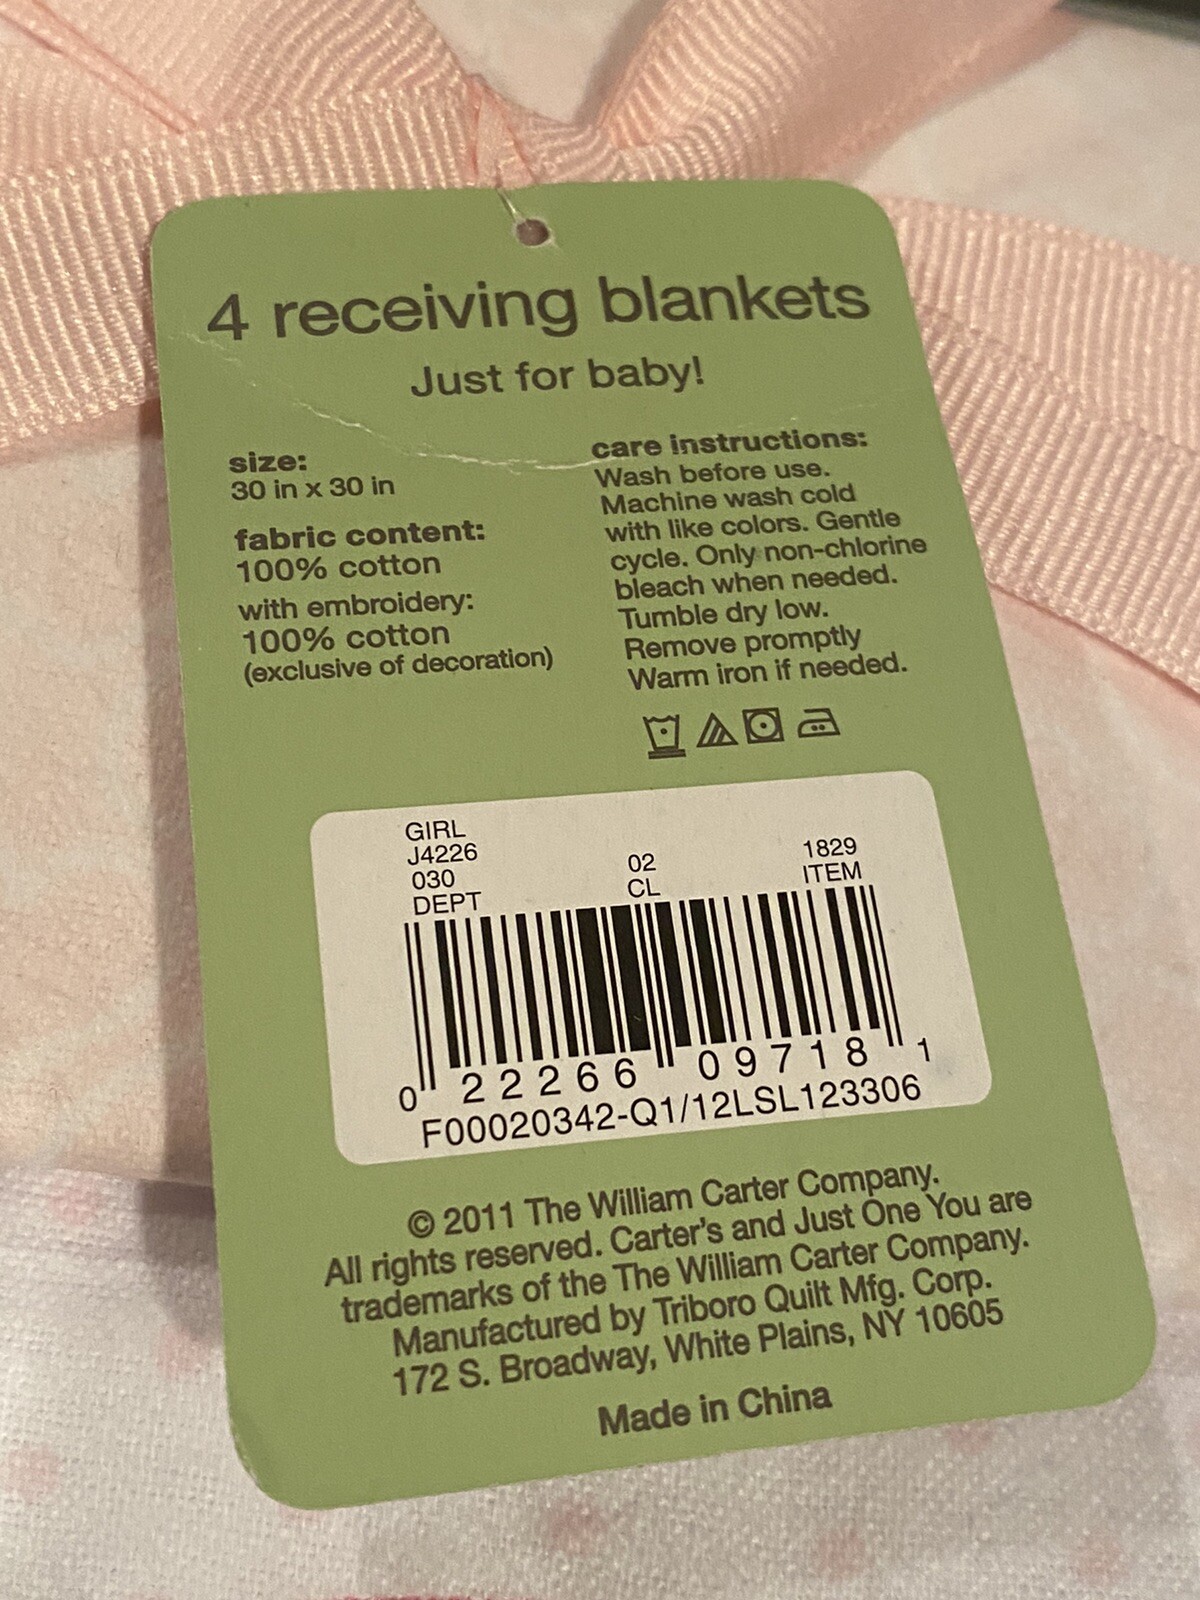 4 receiving blankets
Just for baby!
size:
30 in x 30 in
fabric content:
100% cotton
with embroidery:
100% cotton
(exclusive of decoration)
care instructions:
Wash before use.
Machine wash cold
with like colors. Gentle
cycle. Only non-chlorine
bleach when needed.
Tumble dry low.
Remove promptly
Warm iron if needed.
GIRL
J4226
030 02 1829
DEPT CL ITEM
0 22266 09718 1
F00020342-Q1/12LSL123306
© 2011 The William Carter Company.
All rights reserved. Carter's and Just One You are
trademarks of the The William Carter Company.
Manufactured by Triboro Quilt Mfg. Corp.
172 S. Broadway, White Plains, NY 10605
Made in China